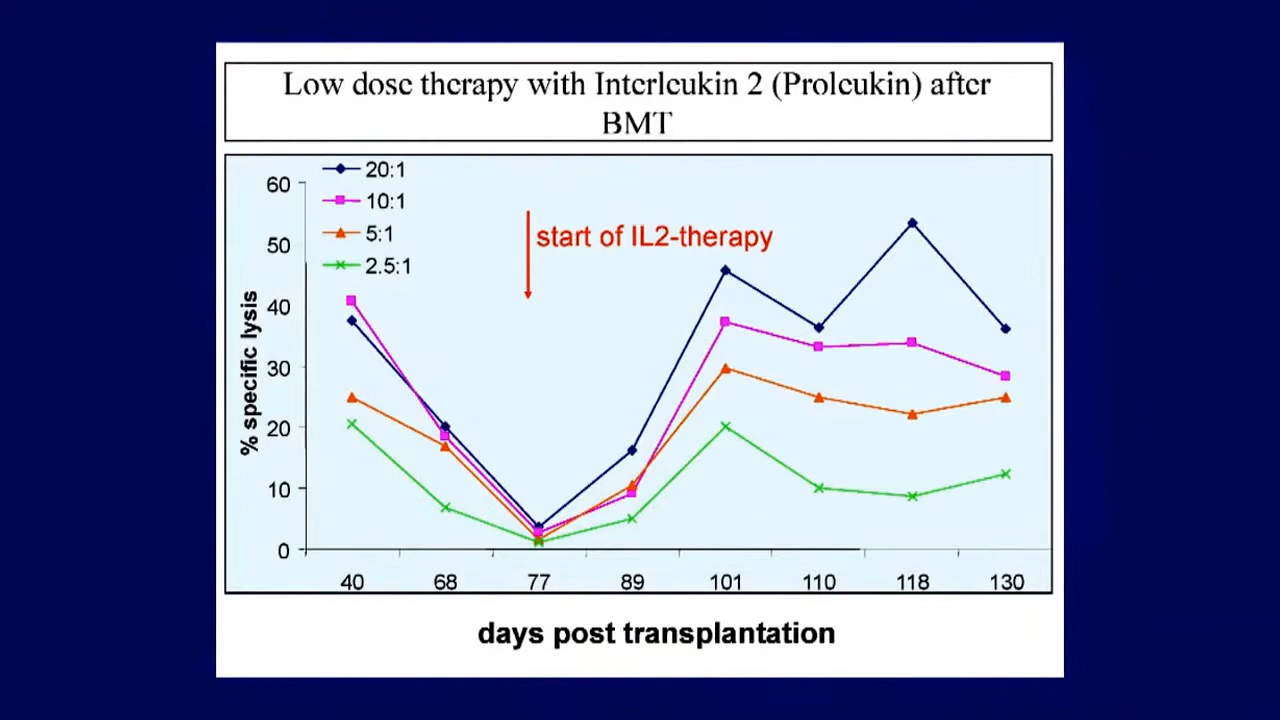 Low dose therapy with Interleukin 2 (Proleukin) after
BMT
20:1
10:1
5:1
2.5:1
start of IL2-therapy
% specific lysis
60
50
40
30
20
10
0
40 68 77 89 101 110 118 130
days post transplantation